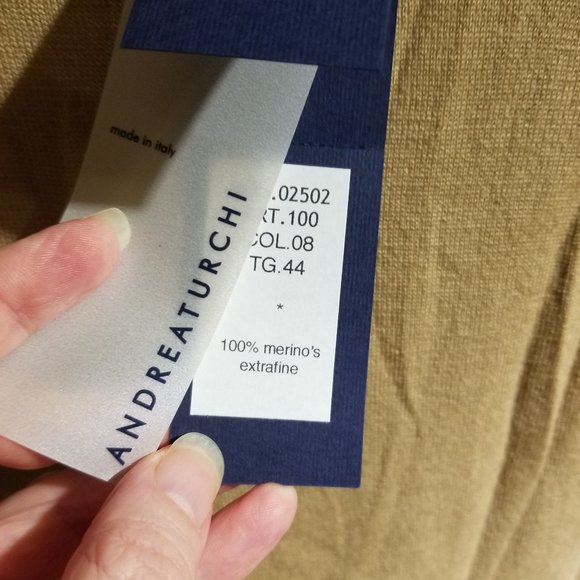 made in italy
ANDREATURCHI
.02502
RT.100
COL.08
TG.44
*
100% merino's
extrafine